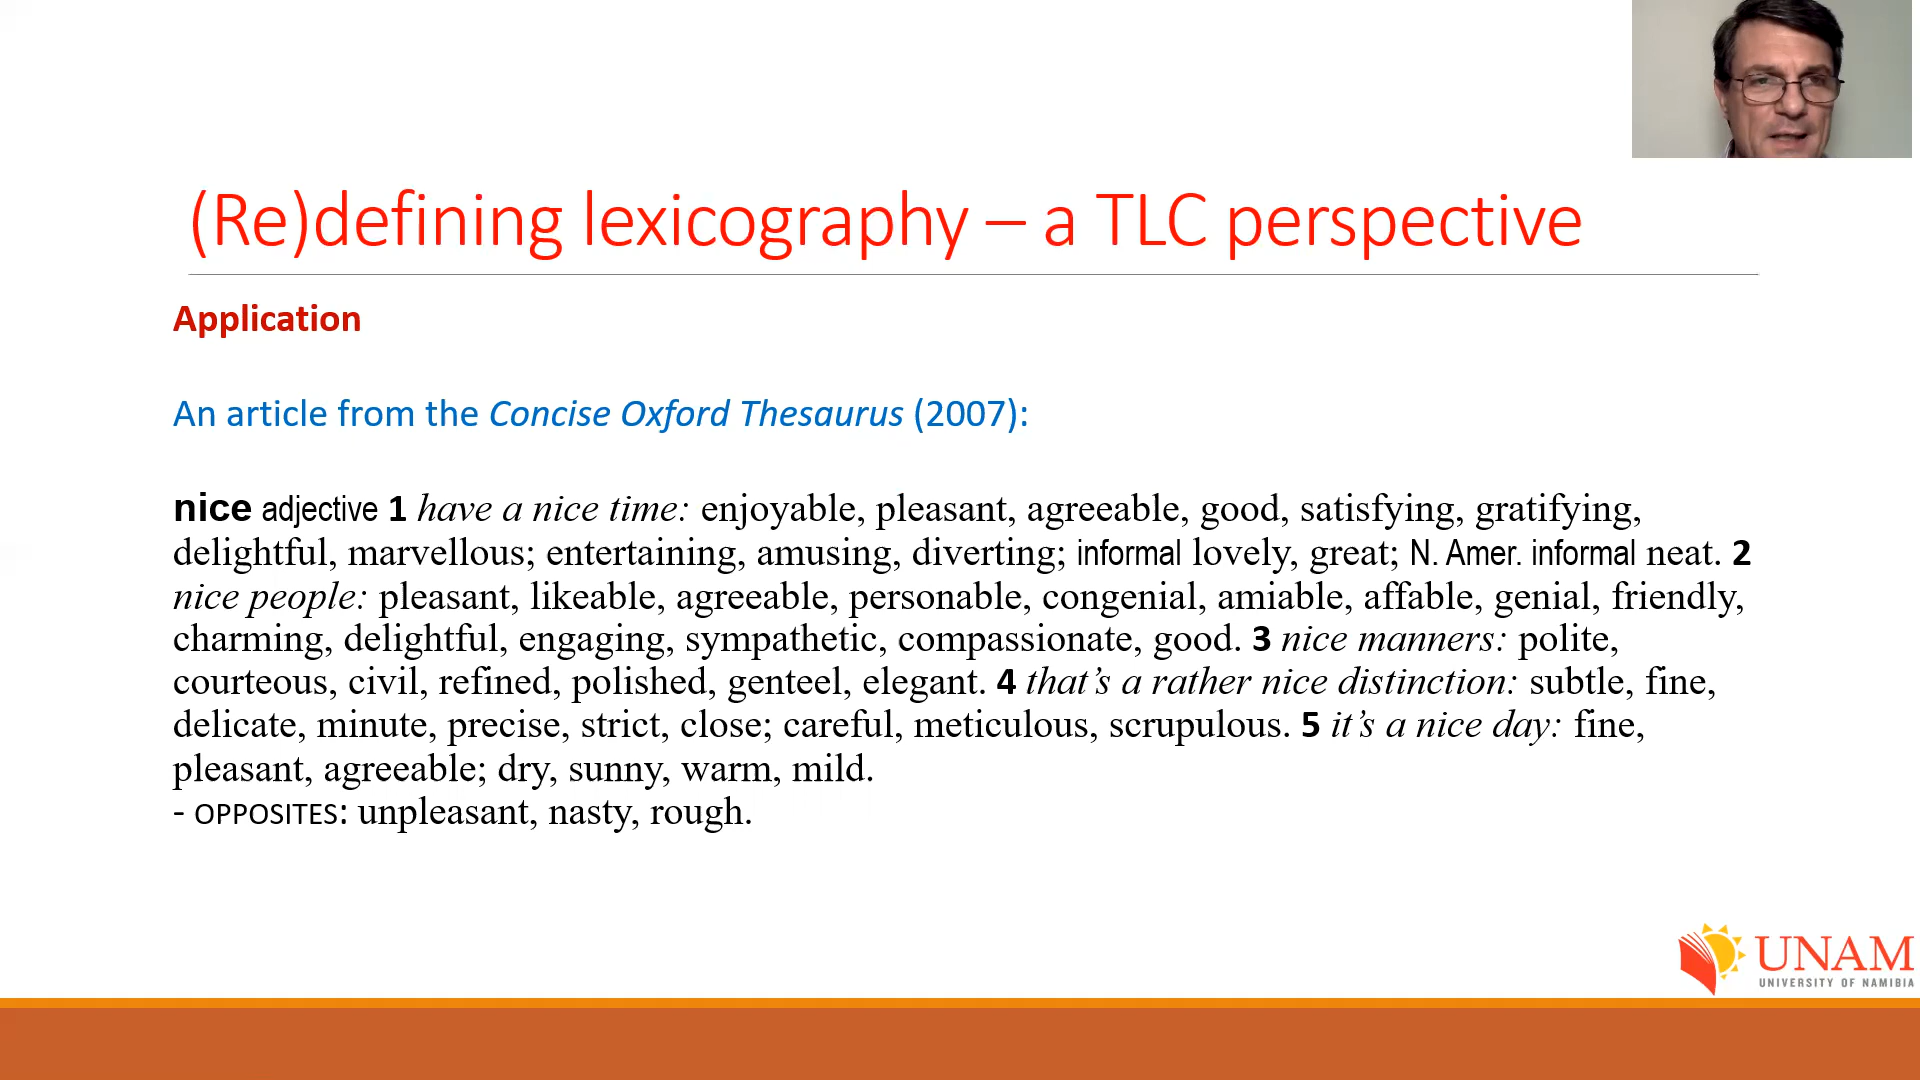 (Re)defining lexicography – a TLC perspective
Application
An article from the Concise Oxford Thesaurus (2007):
nice adjective 1 have a nice time: enjoyable, pleasant, agreeable, good, satisfying, gratifying,
delightful, marvellous; entertaining, amusing, diverting; informal lovely, great; N. Amer. informal neat. 2
nice people: pleasant, likeable, agreeable, personable, congenial, amiable, affable, genial, friendly,
charming, delightful, engaging, sympathetic, compassionate, good. 3 nice manners: polite,
courteous, civil, refined, polished, genteel, elegant. 4 that’s a rather nice distinction: subtle, fine,
delicate, minute, precise, strict, close; careful, meticulous, scrupulous. 5 it’s a nice day: fine,
pleasant, agreeable; dry, sunny, warm, mild.
- OPPOSITES: unpleasant, nasty, rough.
UNAM
UNIVERSITY OF NAMIBIA